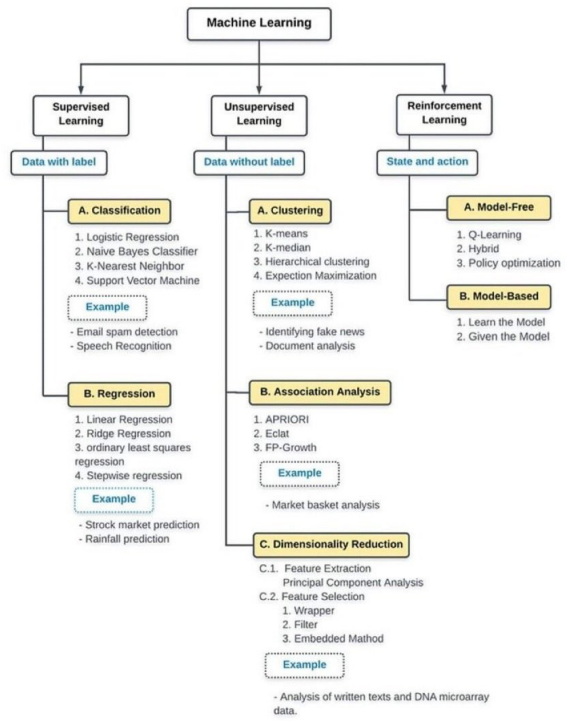 Machine Learning
Supervised
Learning
Data with label
A. Classification
1. Logistic Regression
2. Naive Bayes Classifier
3. K-Nearest Neighbor
4. Support Vector Machine
Example
- Email spam detection
- Speech Recognition
B. Regression
1. Linear Regression
2. Ridge Regression
3. ordinary least squares
regression
4. Stepwise regression
Example
- Strock market prediction
- Rainfall prediction
Unsupervised
Learning
Data without label
A. Clustering
1. K-means
2. K-median
3. Hierarchical clustering
4. Expection Maximization
Example
- Identifying fake news
- Document analysis
B. Association Analysis
1. APRIORI
2. Eclat
3. FP-Growth
Example
- Market basket analysis
C. Dimensionality Reduction
C.1. Feature Extraction
Principal Component Analysis
C.2. Feature Selection
1. Wrapper
2. Filter
3. Embedded Mathod
Example
- Analysis of written texts and DNA microarray
data.
Reinforcement
Learning
State and action
A. Model-Free
1. Q-Learning
2. Hybrid
3. Policy optimization
B. Model-Based
1. Learn the Model
2. Given the Model